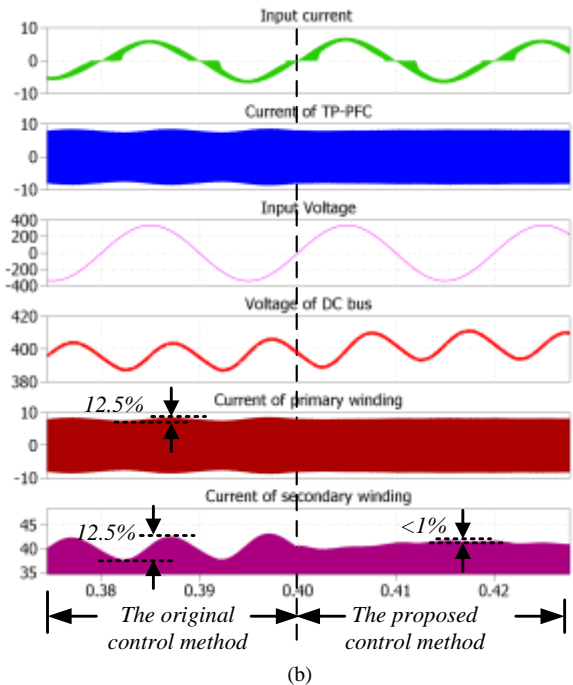 Input current
10
0
-10
Current of TP-PFC
10
0
-10
Input Voltage
400
200
0
-200
-400
Voltage of DC bus
420
400
380
12.5%
Current of primary winding
10
0
-10
Current of secondary winding
45
40
35
12.5%
<1%
0.38 0.39 0.40 0.41 0.42
The original
control method
The proposed
control method
(b)